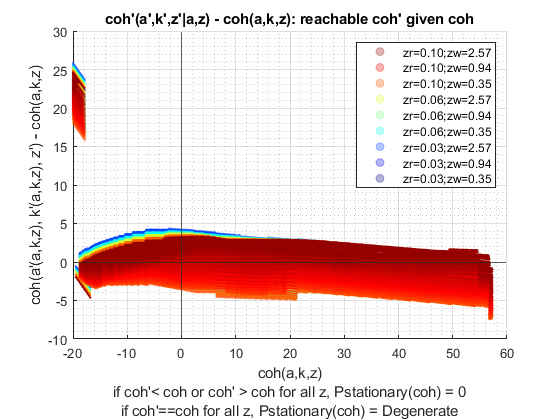 coh'(a',k',z'|a,z) - coh(a,k,z): reachable coh' given coh
30
25
20
15
10
5
0
-5
-10
coh(a'(a,k,z), k'(a,k,z), z') - coh(a,k,z)
zr=0.10;zw=2.57
zr=0.10;zw=0.94
zr=0.10;zw=0.35
zr=0.06;zw=2.57
zr=0.06;zw=0.94
zr=0.06;zw=0.35
zr=0.03;zw=2.57
zr=0.03;zw=0.94
zr=0.03;zw=0.35
-20 -10 0 10 20 30 40 50 60
coh(a,k,z)
if coh'< coh or coh' > coh for all z, Pstationary(coh) = 0
if coh'==coh for all z, Pstationary(coh) = Degenerate